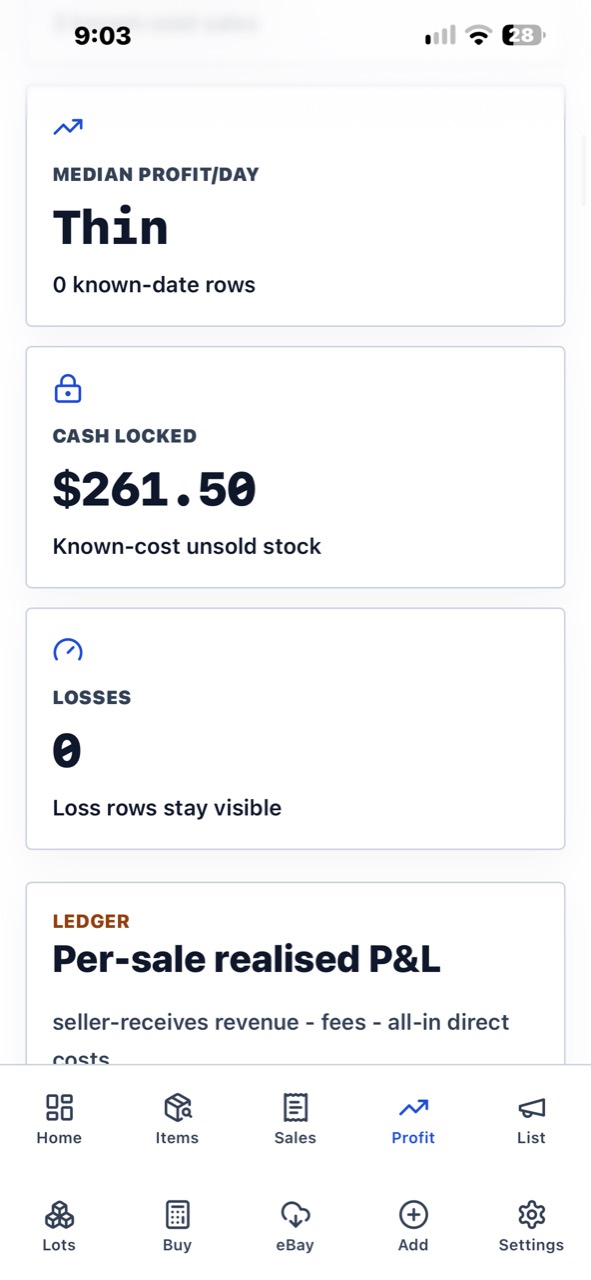 9:03
28
MEDIAN PROFIT/DAY
Thin
0 known-date rows
CASH LOCKED
$261.50
Known-cost unsold stock
LOSSES
0
Loss rows stay visible
LEDGER
Per-sale realised P&L
seller-receives revenue - fees - all-in direct
costs
Home Items Sales Profit List
Lots Buy eBay Add Settings